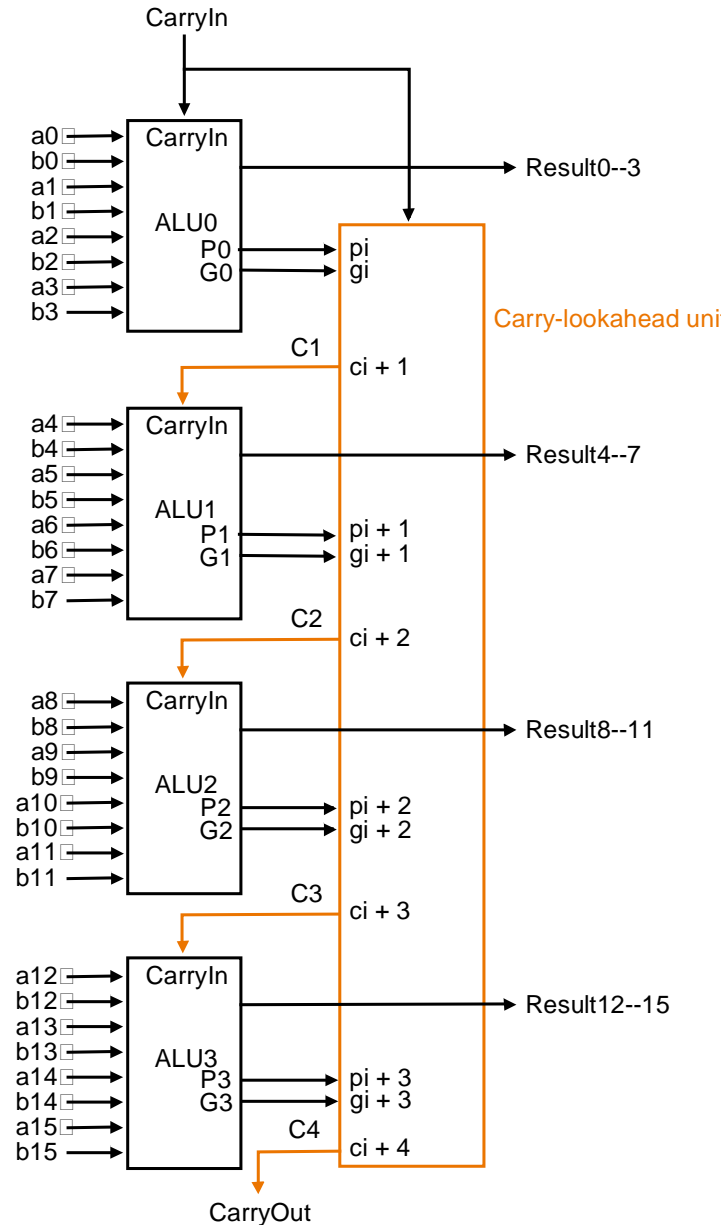 CarryIn
a0
CarryIn
b0
Result0--3
a1
b1
ALU0
a2
P0
pi
b2
G0
gi
a3
b3
Carry-lookahead uni
C1
ci + 1
a4
CarryIn
b4
Result4--7
a5
b5
ALU1
a6
P1
pi + 1
b6
G1
gi + 1
a7
b7
C2
ci + 2
a8
CarryIn
b8
Result8--11
a9
b9
ALU2
a10
P2
pi + 2
b10
G2
gi + 2
a11
b11
C3
ci + 3
a12
CarryIn
b12
Result12--15
a13
b13
ALU3
a14
P3
pi + 3
b14
G3
gi + 3
a15
C4
b15
ci + 4
CarryOut